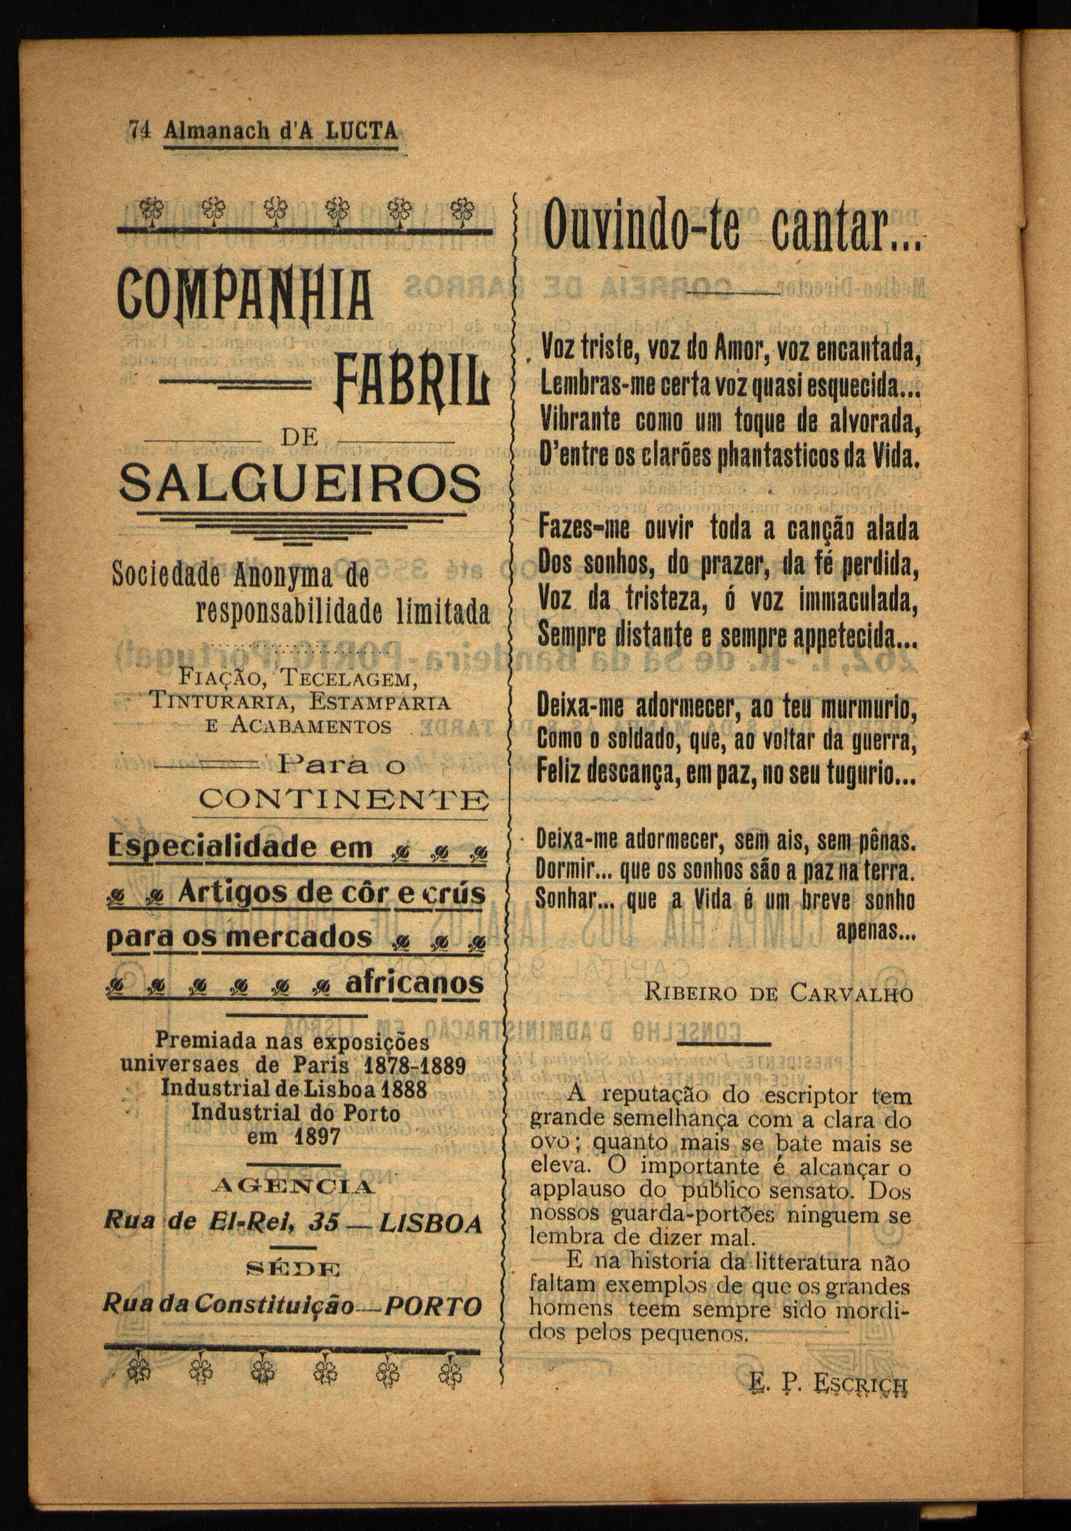 74 Almanach d'A LUCTA
COMPANHIA
FABRIL
DE
SALGUEIROS
Sociedade Anonyma de
responsabilidade limitada
FIAÇÃO, TECELAGEM,
TINTURARIA, ESTAMPARIA
E ACABAMENTOS
Para o
CONTINENTE
Especialidade em
Artigos de côr e crús
para os mercados
africanos
Premiada nas exposições
universaes de Paris 1878-1889
Industrial de Lisboa 1888
Industrial do Porto
em 1897
AGENCIA
Rua de El-Rei, 35 — LISBOA
SÉDE
Rua da Constituição — PORTO
Ouvindo-te cantar...
Voz triste, voz do Amor, voz encantada,
Lembras-me certa voz quasi esquecida...
Vibrante como um toque de alvorada,
D'entre os clarões phantasticos da Vida.
Fazes-me ouvir toda a canção alada
Dos sonhos, do prazer, da fé perdida,
Voz da tristeza, ó voz immaculada,
Sempre distante e sempre appetecida...
Deixa-me adormecer, ao teu murmurio,
Como o soldado, que, ao voltar da guerra,
Feliz descança, em paz, no seu tugurio...
Deixa-me adormecer, sem ais, sem pênas.
Dormir... que os sonhos são a paz na terra.
Sonhar... que a Vida é um breve sonho
apenas...
RIBEIRO DE CARVALHO
A reputação do escriptor tem
grande semelhança com a clara do
ovo; quanto mais se bate mais se
eleva. O importante é alcançar o
applauso do público sensato. Dos
nossos guarda-portões ninguem se
lembra de dizer mal.
E na historia da litteratura não
faltam exemplos de que os grandes
homens teem sempre sido mordi-
dos pelos pequenos.
E. P. ESCRICH